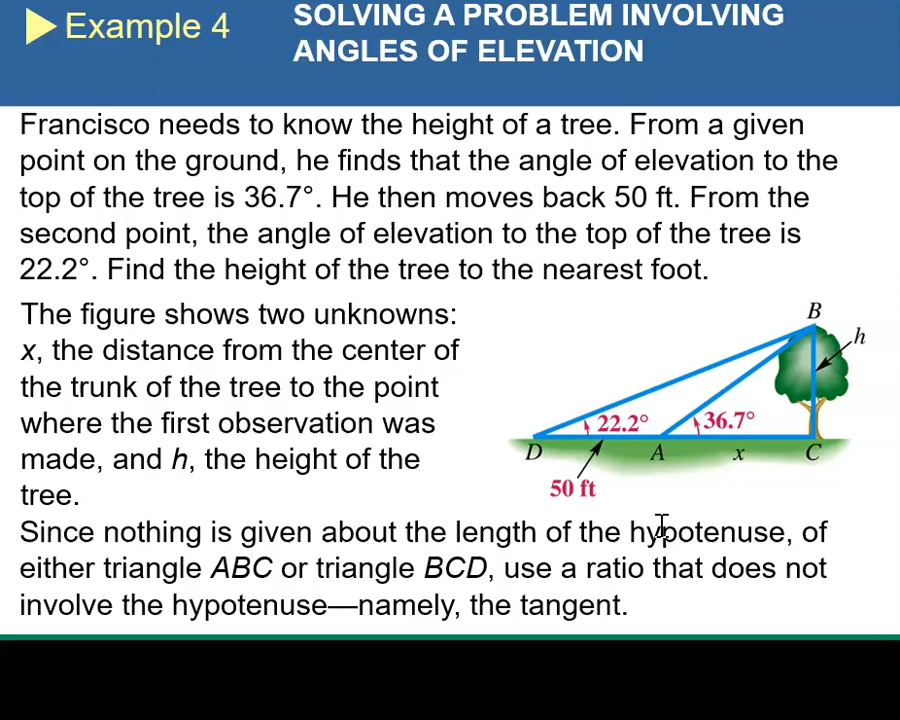 Example 4
SOLVING A PROBLEM INVOLVING
ANGLES OF ELEVATION
Francisco needs to know the height of a tree. From a given
point on the ground, he finds that the angle of elevation to the
top of the tree is 36.7°. He then moves back 50 ft. From the
second point, the angle of elevation to the top of the tree is
22.2°. Find the height of the tree to the nearest foot.
The figure shows two unknowns:
x, the distance from the center of
the trunk of the tree to the point
where the first observation was
made, and h, the height of the
tree.
B
h
22.2°
36.7°
D
A
x
C
50 ft
Since nothing is given about the length of the hypotenuse, of
either triangle ABC or triangle BCD, use a ratio that does not
involve the hypotenuse—namely, the tangent.